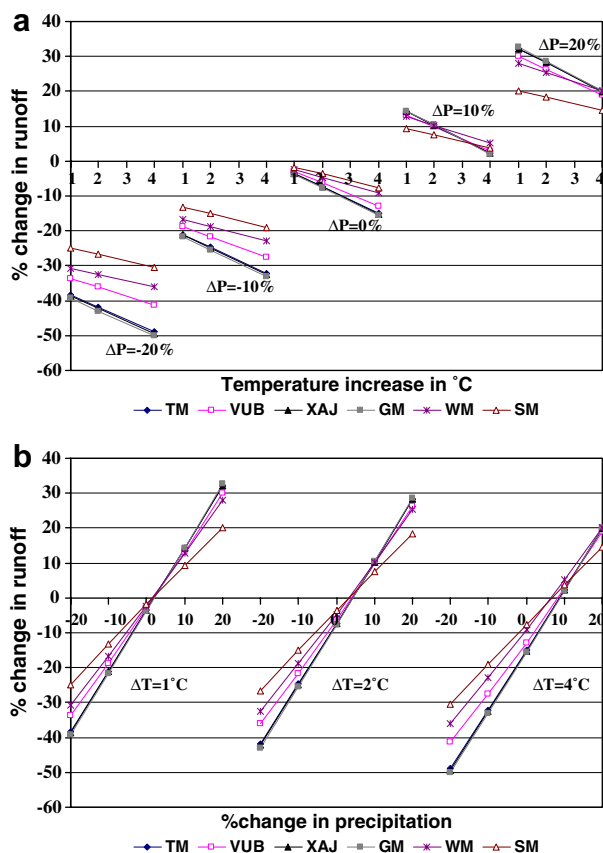 a
% change in runoff
40
30
20
10
0
-10
-20
-30
-40
-50
-60
1 2 4 1 2 4 1 2 4 1 2 4 1 2 4
ΔP=20%
ΔP=10%
ΔP=0%
ΔP=-10%
ΔP=-20%
Temperature increase in ˚C
TM VUB XAJ GM WM SM
b
% change in runoff
40
30
20
10
0
-10
-20
-30
-40
-50
-60
-20 -10 0 10 20 -20 -10 0 10 20 -20 -10 0 10 20
ΔT=1˚C ΔT=2˚C ΔT=4˚C
%change in precipitation
TM VUB XAJ GM WM SM